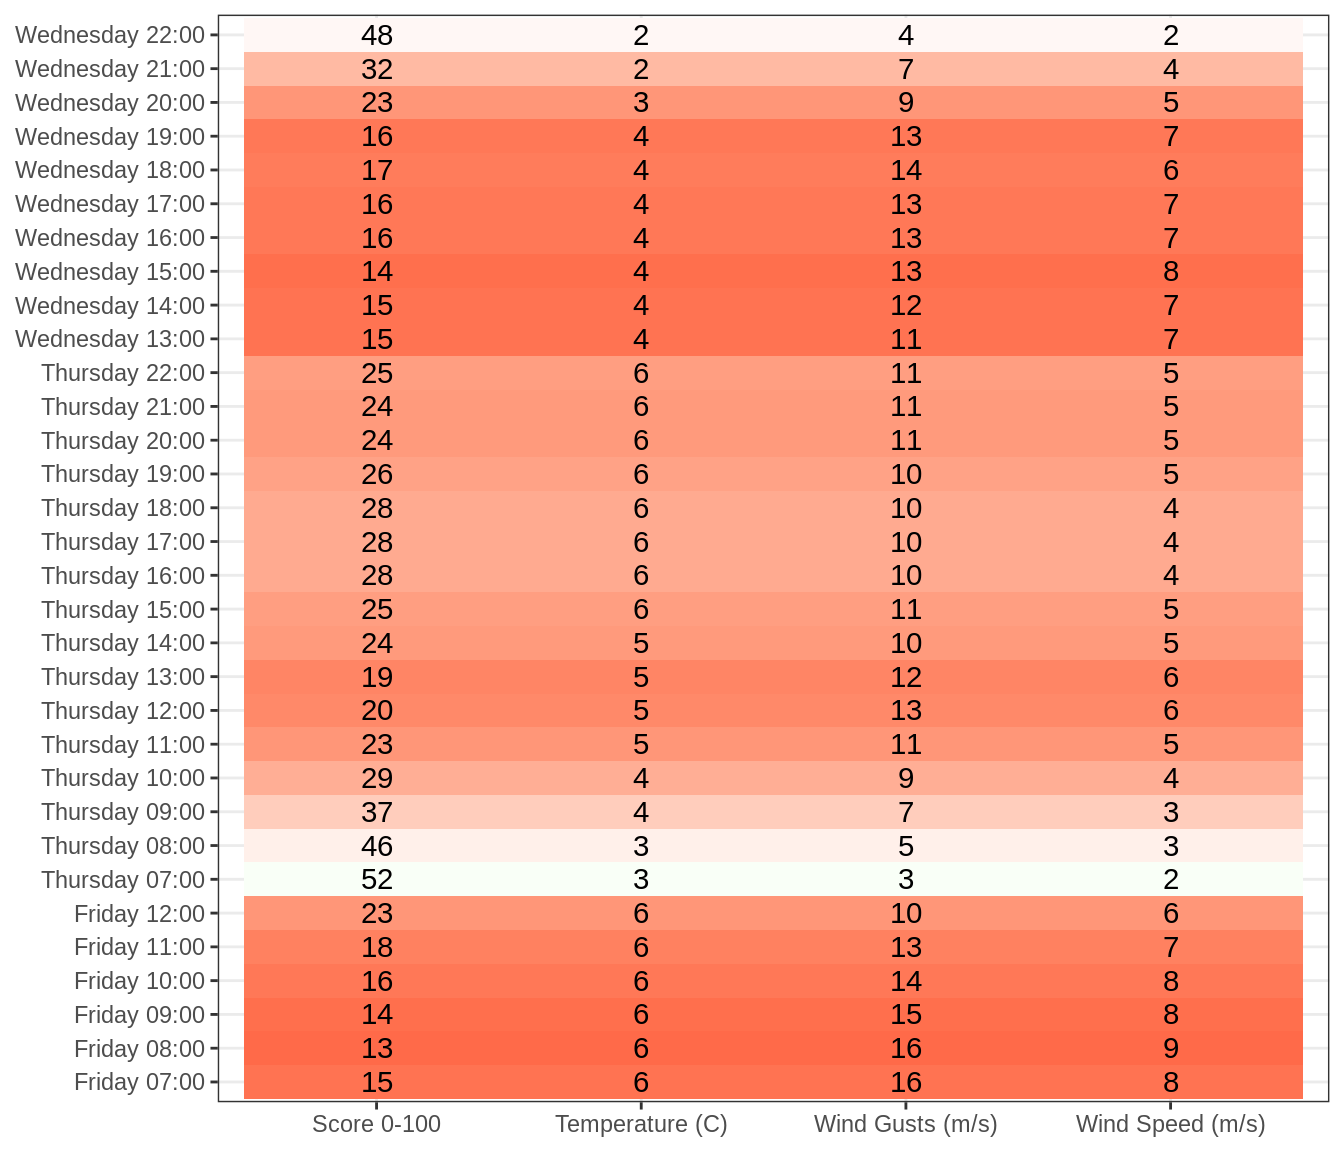 Wednesday 22:00 48 2 4 2
Wednesday 21:00 32 2 7 4
Wednesday 20:00 23 3 9 5
Wednesday 19:00 16 4 13 7
Wednesday 18:00 17 4 14 6
Wednesday 17:00 16 4 13 7
Wednesday 16:00 16 4 13 7
Wednesday 15:00 14 4 13 8
Wednesday 14:00 15 4 12 7
Wednesday 13:00 15 4 11 7
Thursday 22:00 25 6 11 5
Thursday 21:00 24 6 11 5
Thursday 20:00 24 6 11 5
Thursday 19:00 26 6 10 5
Thursday 18:00 28 6 10 4
Thursday 17:00 28 6 10 4
Thursday 16:00 28 6 10 4
Thursday 15:00 25 6 11 5
Thursday 14:00 24 5 10 5
Thursday 13:00 19 5 12 6
Thursday 12:00 20 5 13 6
Thursday 11:00 23 5 11 5
Thursday 10:00 29 4 9 4
Thursday 09:00 37 4 7 3
Thursday 08:00 46 3 5 3
Thursday 07:00 52 3 3 2
Friday 12:00 23 6 10 6
Friday 11:00 18 6 13 7
Friday 10:00 16 6 14 8
Friday 09:00 14 6 15 8
Friday 08:00 13 6 16 9
Friday 07:00 15 6 16 8
Score 0-100 Temperature (C) Wind Gusts (m/s) Wind Speed (m/s)